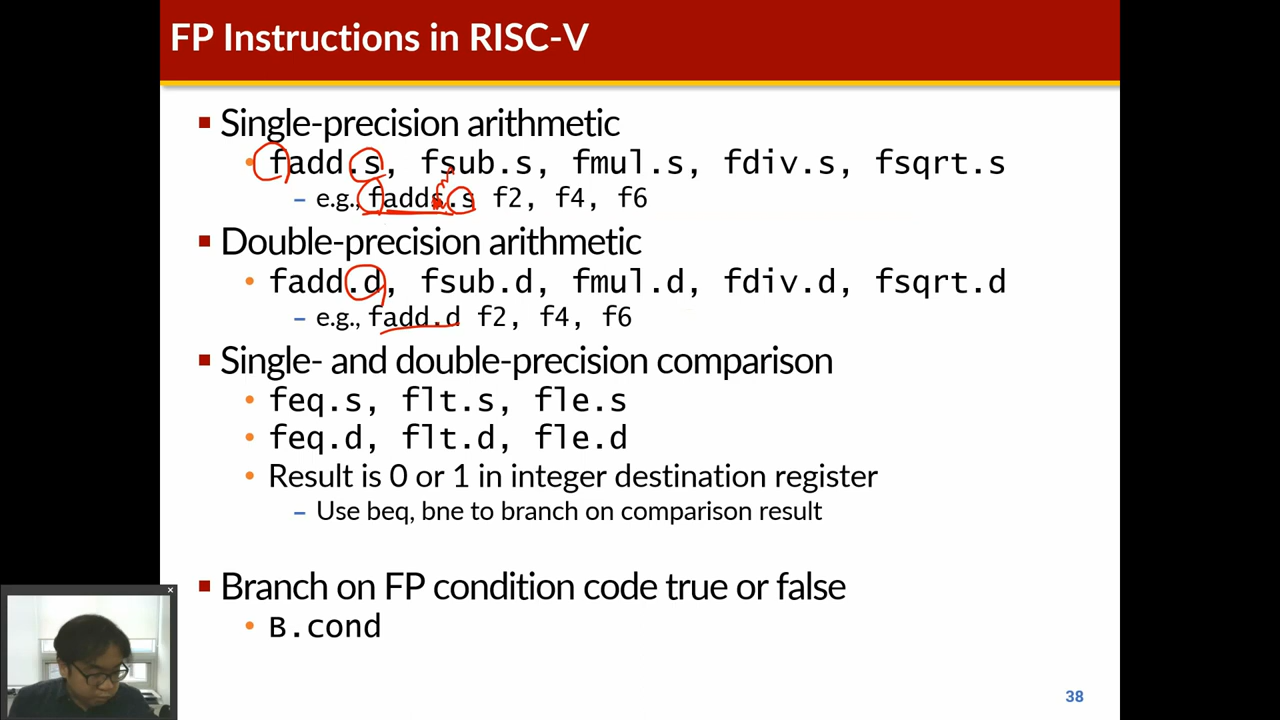 FP Instructions in RISC-V
▪ Single-precision arithmetic
• fadd.s, fsub.s, fmul.s, fdiv.s, fsqrt.s
– e.g., fadds.s f2, f4, f6
▪ Double-precision arithmetic
• fadd.d, fsub.d, fmul.d, fdiv.d, fsqrt.d
– e.g., fadd.d f2, f4, f6
▪ Single- and double-precision comparison
• feq.s, flt.s, fle.s
• feq.d, flt.d, fle.d
• Result is 0 or 1 in integer destination register
– Use beq, bne to branch on comparison result
▪ Branch on FP condition code true or false
• B.cond
38